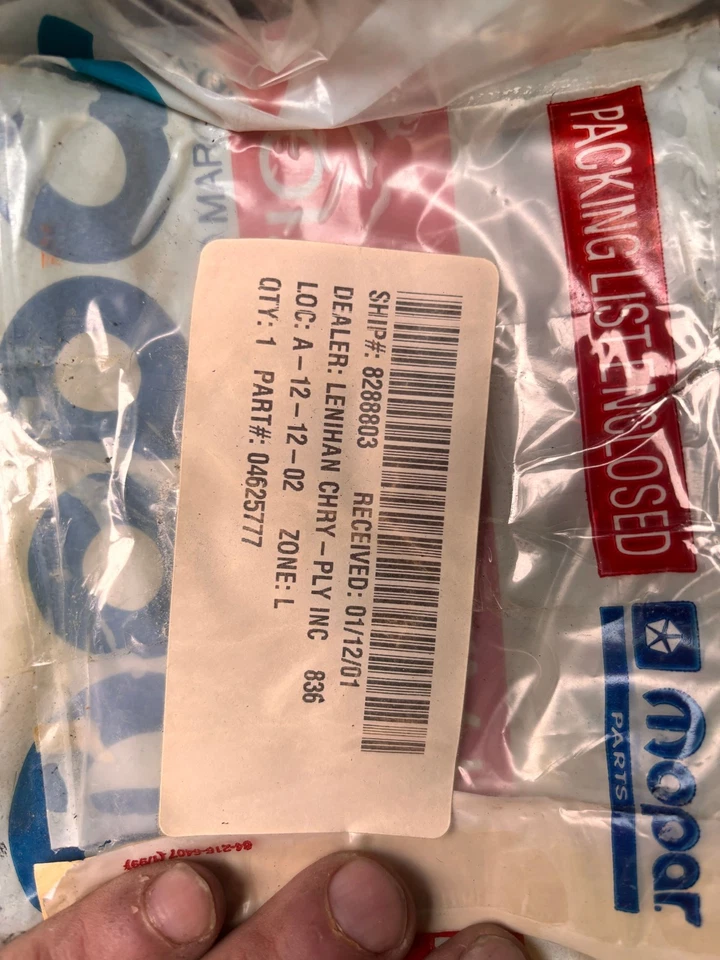 PACKING LIST ENCLOSED
mopar
PARTS
SHIP#: 8288803 RECEIVED: 01/12/01
DEALER: LENIHAN CHRY-PLY INC 836
LOC: A-12-12-02 ZONE: L
QTY: 1 PART#: 04625777